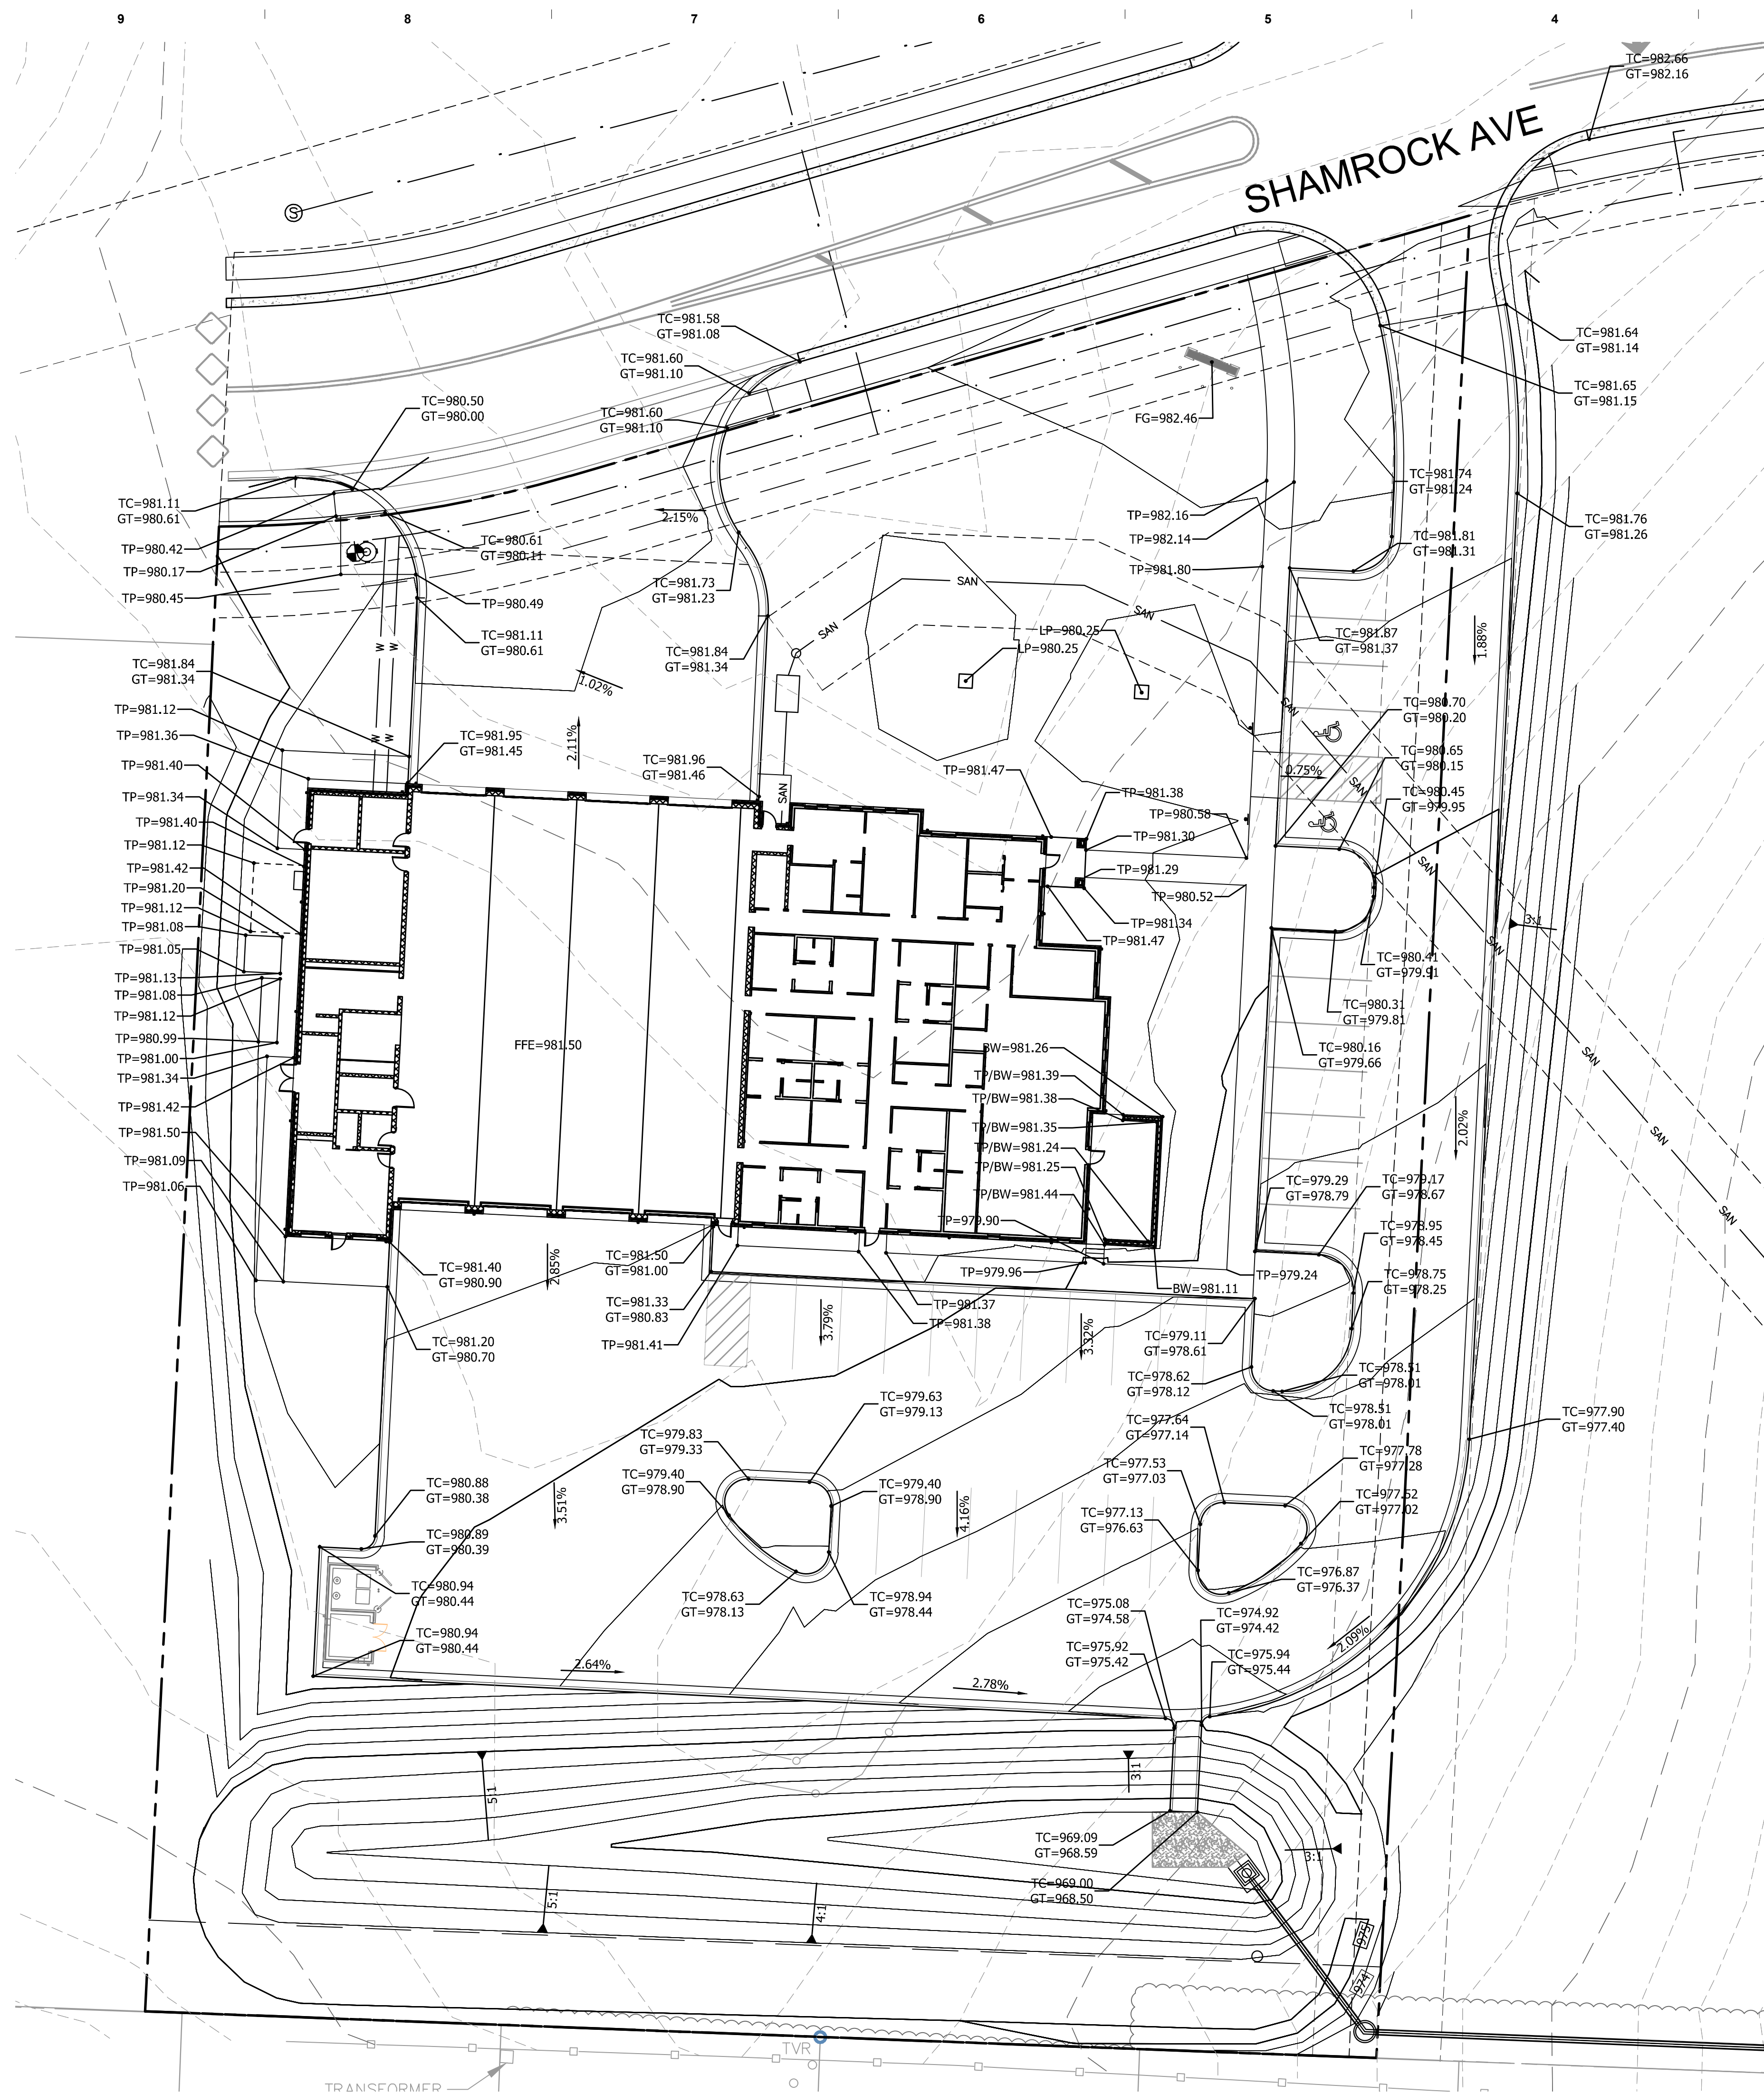 9
8
7
6
5
4
TC=982.66
GT=982.16
SHAMROCK AVE
S
TC=981.58
GT=981.08
TC=981.60
GT=981.10
TC=981.60
GT=981.10
TC=981.64
GT=981.14
TC=981.65
GT=981.15
FG=982.46
TC=980.50
GT=980.00
TC=981.11
GT=980.61
TP=980.42
TP=980.17
TP=980.45
TC=980.61
GT=980.11
TP=980.49
TC=981.11
GT=980.61
2.15%
TC=981.73
GT=981.23
TC=981.84
GT=981.34
TP=982.16
TP=982.14
TP=981.80
TC=981.74
GT=981.24
TC=981.81
GT=981.31
TC=981.76
GT=981.26
TC=981.87
GT=981.37
1.88%
SAN
SAN
SAN
LP=980.25
LP=980.25
1.02%
W
W
W
W
2.11%
TC=981.84
GT=981.34
TP=981.12
TP=981.36
TP=981.40
TP=981.34
TP=981.40
TP=981.12
TP=981.42
TP=981.20
TP=981.12
TP=981.08
TP=981.05
TP=981.13
TP=981.08
TP=981.12
TP=980.99
TP=981.00
TP=981.34
TP=981.42
TP=981.50
TP=981.09
TP=981.06
TC=981.95
GT=981.45
TC=981.96
GT=981.46
SAN
TP=981.47
TP=981.38
TP=980.58
TP=981.30
TP=981.29
TP=980.52
TP=981.34
TP=981.47
SAN
SAN
SAN
SAN
SAN
SAN
SAN
TC=980.70
GT=980.20
TC=980.65
GT=980.15
0.75%
TC=980.45
GT=979.95
3:1
TC=980.41
GT=979.91
TC=980.31
GT=979.81
TC=980.16
GT=979.66
2.02%
FFE=981.50
BW=981.26
TP/BW=981.39
TP/BW=981.38
TP/BW=981.35
TP/BW=981.24
TP/BW=981.25
TP/BW=981.44
TP=979.90
TP=979.96
TP=979.24
BW=981.11
TC=979.29
GT=978.79
TC=979.17
GT=978.67
TC=978.95
GT=978.45
TC=978.75
GT=978.25
TC=981.40
GT=980.90
2.85%
TC=981.50
GT=981.00
TC=981.33
GT=980.83
TP=981.41
TP=981.37
TP=981.38
3.79%
3.32%
TC=981.20
GT=980.70
TC=979.11
GT=978.61
TC=978.62
GT=978.12
TC=978.51
GT=978.01
TC=978.51
GT=978.01
TC=979.63
GT=979.13
TC=979.83
GT=979.33
TC=979.40
GT=978.90
TC=979.40
GT=978.90
TC=977.64
GT=977.14
TC=977.53
GT=977.03
TC=977.13
GT=976.63
TC=977.78
GT=977.28
TC=977.52
GT=977.02
TC=977.90
GT=977.40
TC=980.88
GT=980.38
TC=980.89
GT=980.39
3.51%
4.16%
TC=980.94
GT=980.44
TC=980.94
GT=980.44
TC=978.63
GT=978.13
TC=978.94
GT=978.44
TC=976.87
GT=976.37
TC=975.08
GT=974.58
TC=974.92
GT=974.42
TC=975.92
GT=975.42
TC=975.94
GT=975.44
2.09%
2.64%
2.78%
5:1
3:1
3:1
5:1
4:1
TC=969.09
GT=968.59
TC=969.00
GT=968.50
975
974
TVR
TRANSFORMER